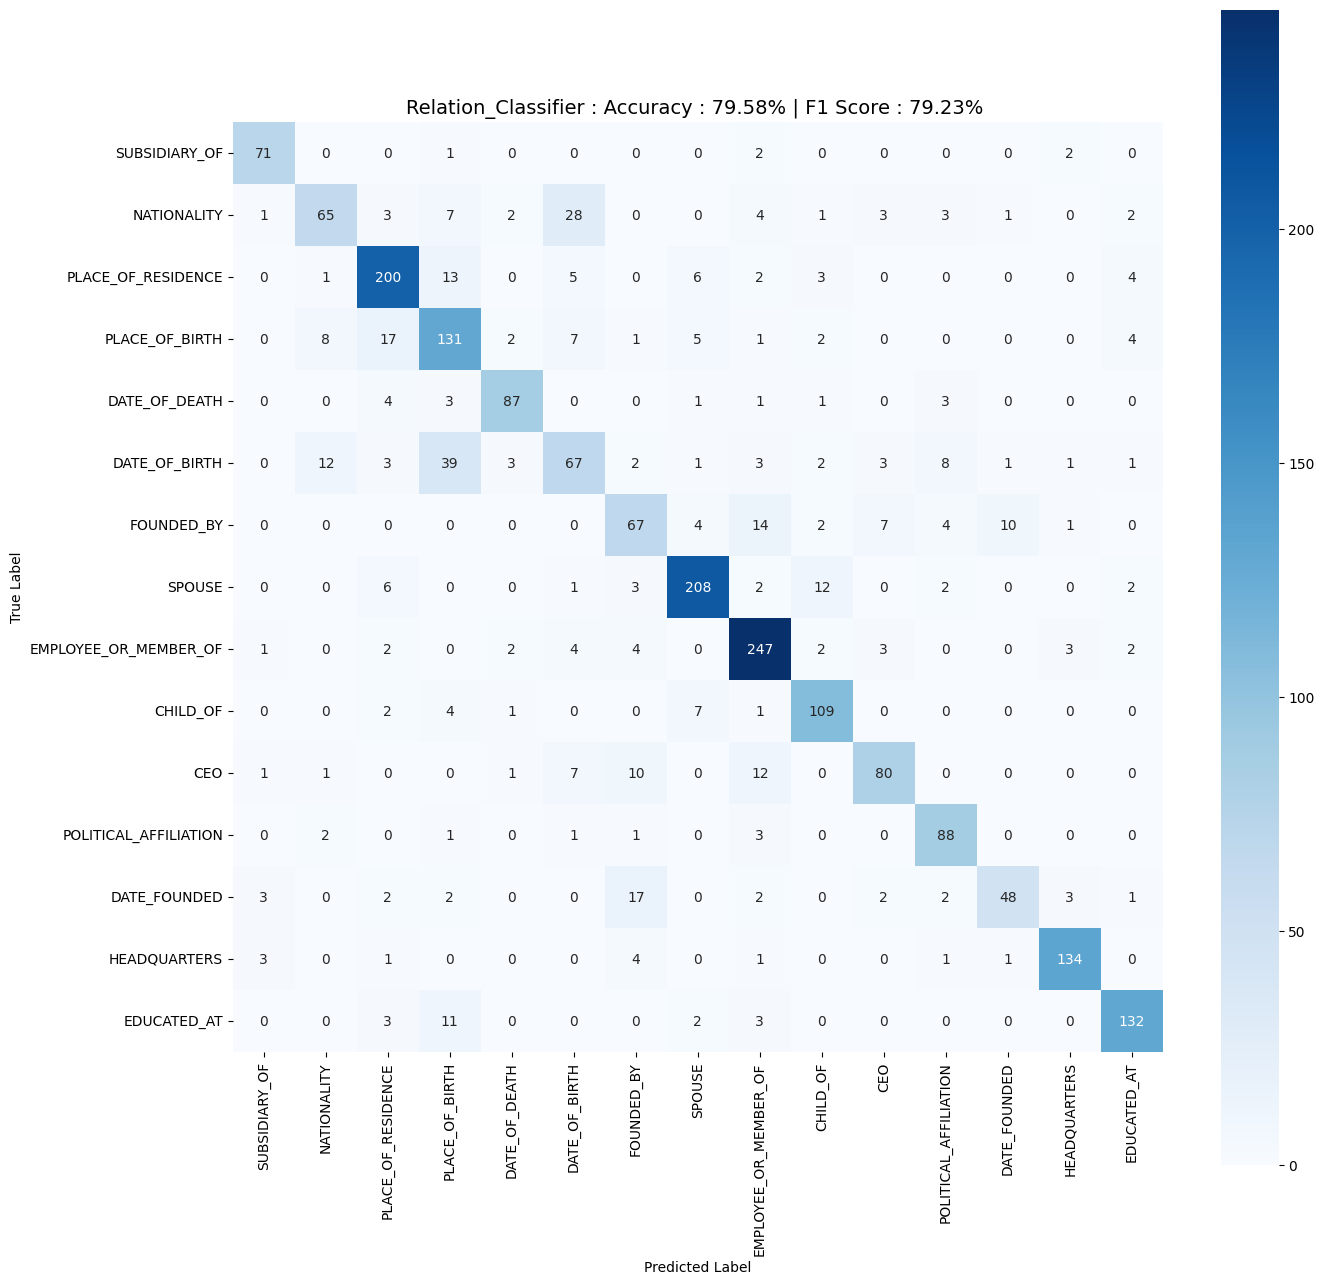 Relation_Classifier : Accuracy : 79.58% | F1 Score : 79.23%
True Label
SUBSIDIARY_OF 71 0 0 1 0 0 0 0 2 0 0 0 0 2 0
NATIONALITY 1 65 3 7 2 28 0 0 4 1 3 3 1 0 2
PLACE_OF_RESIDENCE 0 1 200 13 0 5 0 6 2 3 0 0 0 0 4
PLACE_OF_BIRTH 0 8 17 131 2 7 1 5 1 2 0 0 0 0 4
DATE_OF_DEATH 0 0 4 3 87 0 0 1 1 1 0 3 0 0 0
DATE_OF_BIRTH 0 12 3 39 3 67 2 1 3 2 3 8 1 1 1
FOUNDED_BY 0 0 0 0 0 0 67 4 14 2 7 4 10 1 0
SPOUSE 0 0 6 0 0 1 3 208 2 12 0 2 0 0 2
EMPLOYEE_OR_MEMBER_OF 1 0 2 0 2 4 4 0 247 2 3 0 0 3 2
CHILD_OF 0 0 2 4 1 0 0 7 1 109 0 0 0 0 0
CEO 1 1 0 0 1 7 10 0 12 0 80 0 0 0 0
POLITICAL_AFFILIATION 0 2 0 1 0 1 1 0 3 0 0 88 0 0 0
DATE_FOUNDED 3 0 2 2 0 0 17 0 2 0 2 2 48 3 1
HEADQUARTERS 3 0 1 0 0 0 4 0 1 0 0 1 1 134 0
EDUCATED_AT 0 0 3 11 0 0 0 2 3 0 0 0 0 0 132
SUBSIDIARY_OF
NATIONALITY
PLACE_OF_RESIDENCE
PLACE_OF_BIRTH
DATE_OF_DEATH
DATE_OF_BIRTH
FOUNDED_BY
SPOUSE
EMPLOYEE_OR_MEMBER_OF
CHILD_OF
CEO
POLITICAL_AFFILIATION
DATE_FOUNDED
HEADQUARTERS
EDUCATED_AT
Predicted Label
200
150
100
50
0